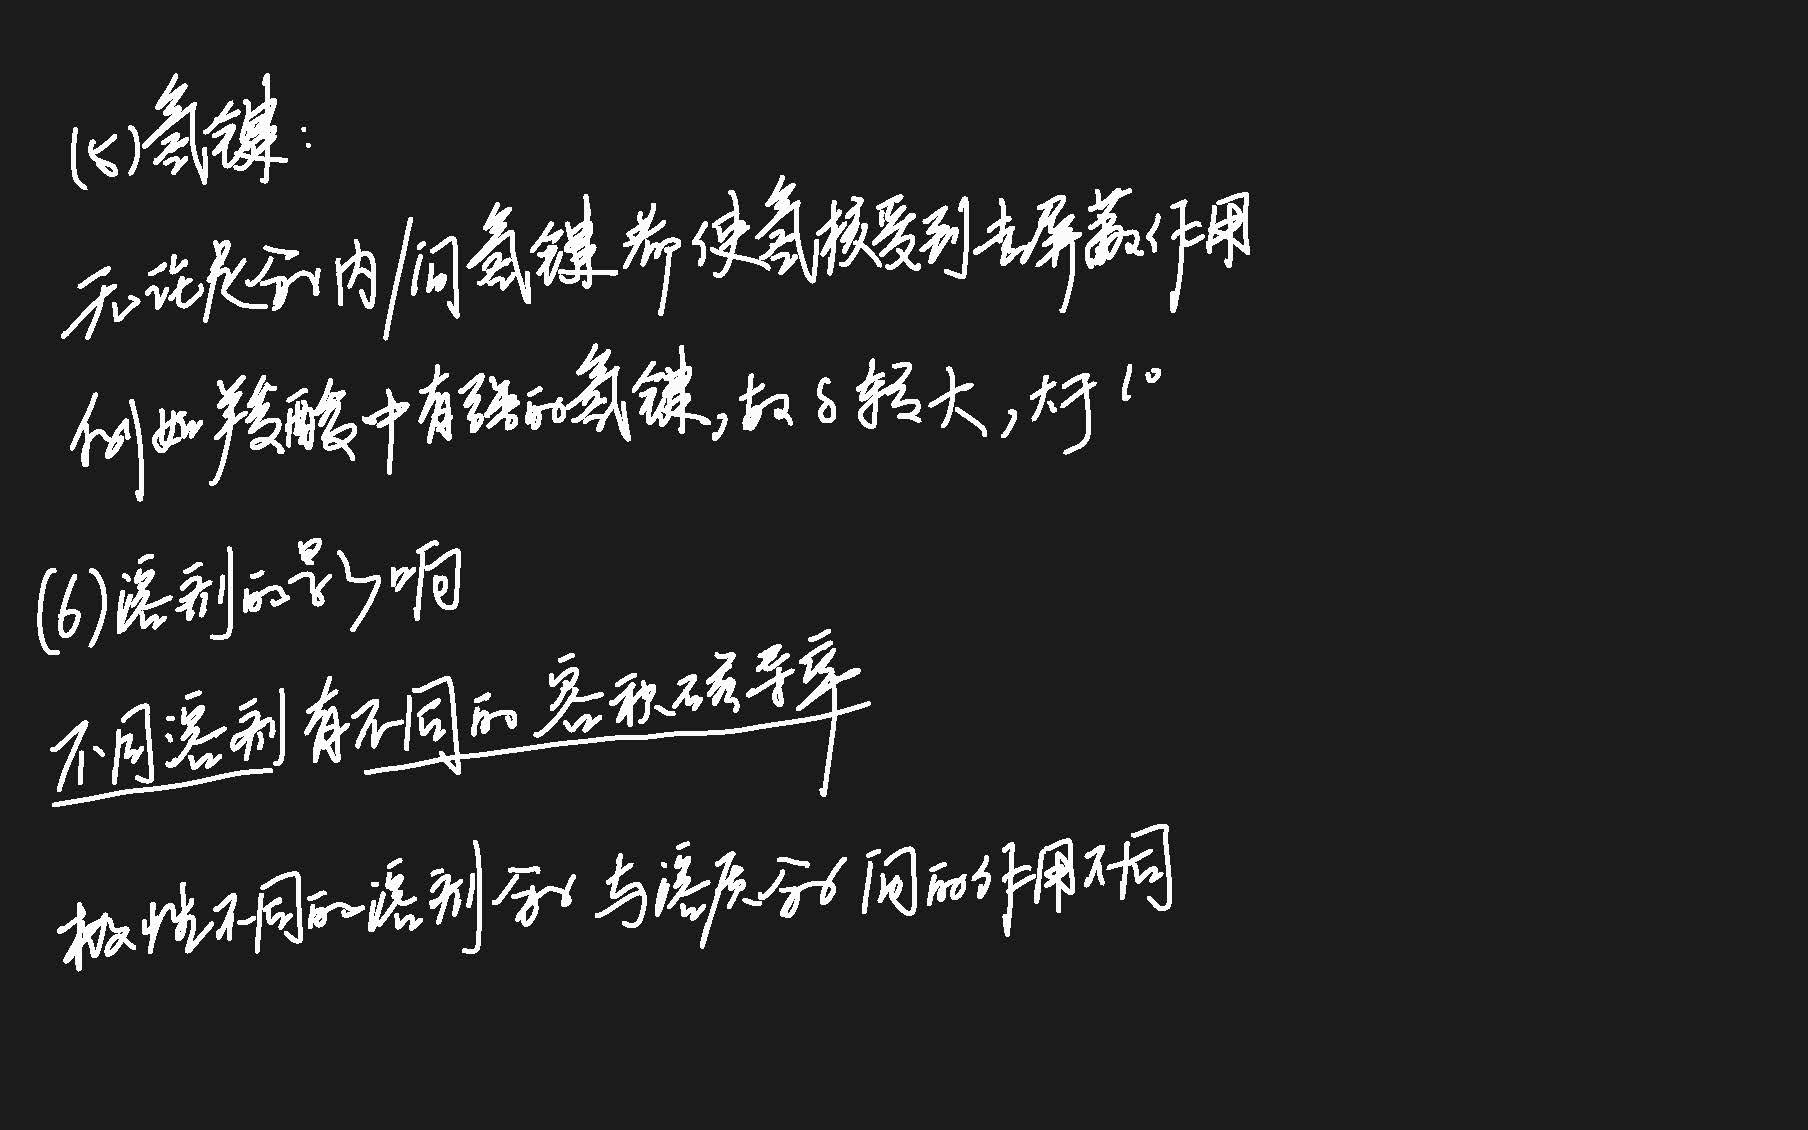 (5)氢键:
无论是分子内/间氢键都使氢核受到去屏蔽作用
例如羧酸中有强的氢键,故δ较大,大于10
(6)溶剂的影响
不同溶剂有不同的容积磁导率
极性不同的溶剂分子与溶质分子间的作用不同